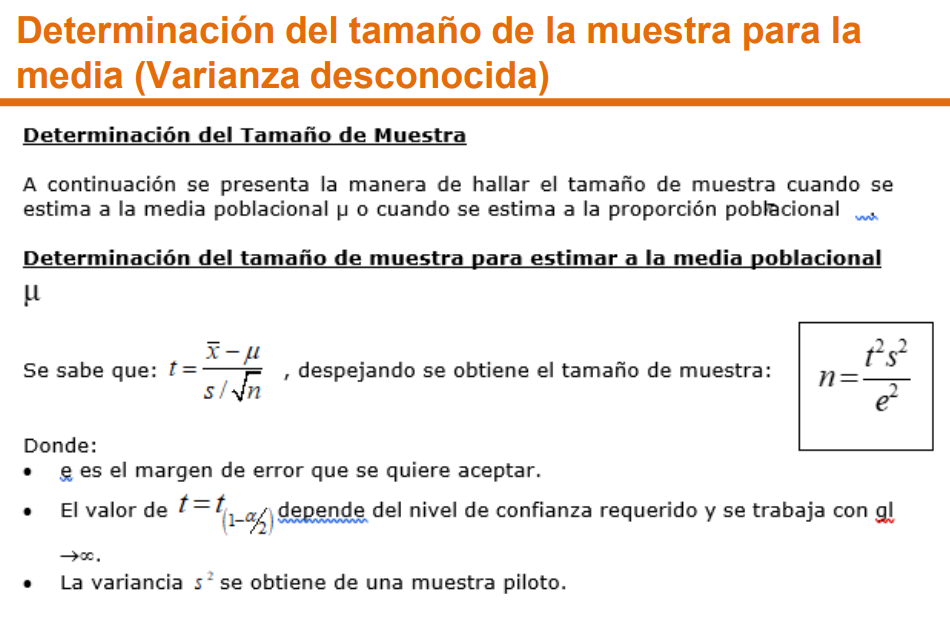 Determinación del tamaño de la muestra para la
media (Varianza desconocida)
Determinación del Tamaño de Muestra
A continuación se presenta la manera de hallar el tamaño de muestra cuando se
estima a la media poblacional μ o cuando se estima a la proporción poblacional .
Determinación del tamaño de muestra para estimar a la media poblacional
μ
Se sabe que: t = (x̅ − μ) / (s / √n) , despejando se obtiene el tamaño de muestra: n = t²s² / e²
Donde:
• e es el margen de error que se quiere aceptar.
• El valor de t = t(1−α/2) depende del nivel de confianza requerido y se trabaja con gl
→∞.
• La variancia s² se obtiene de una muestra piloto.